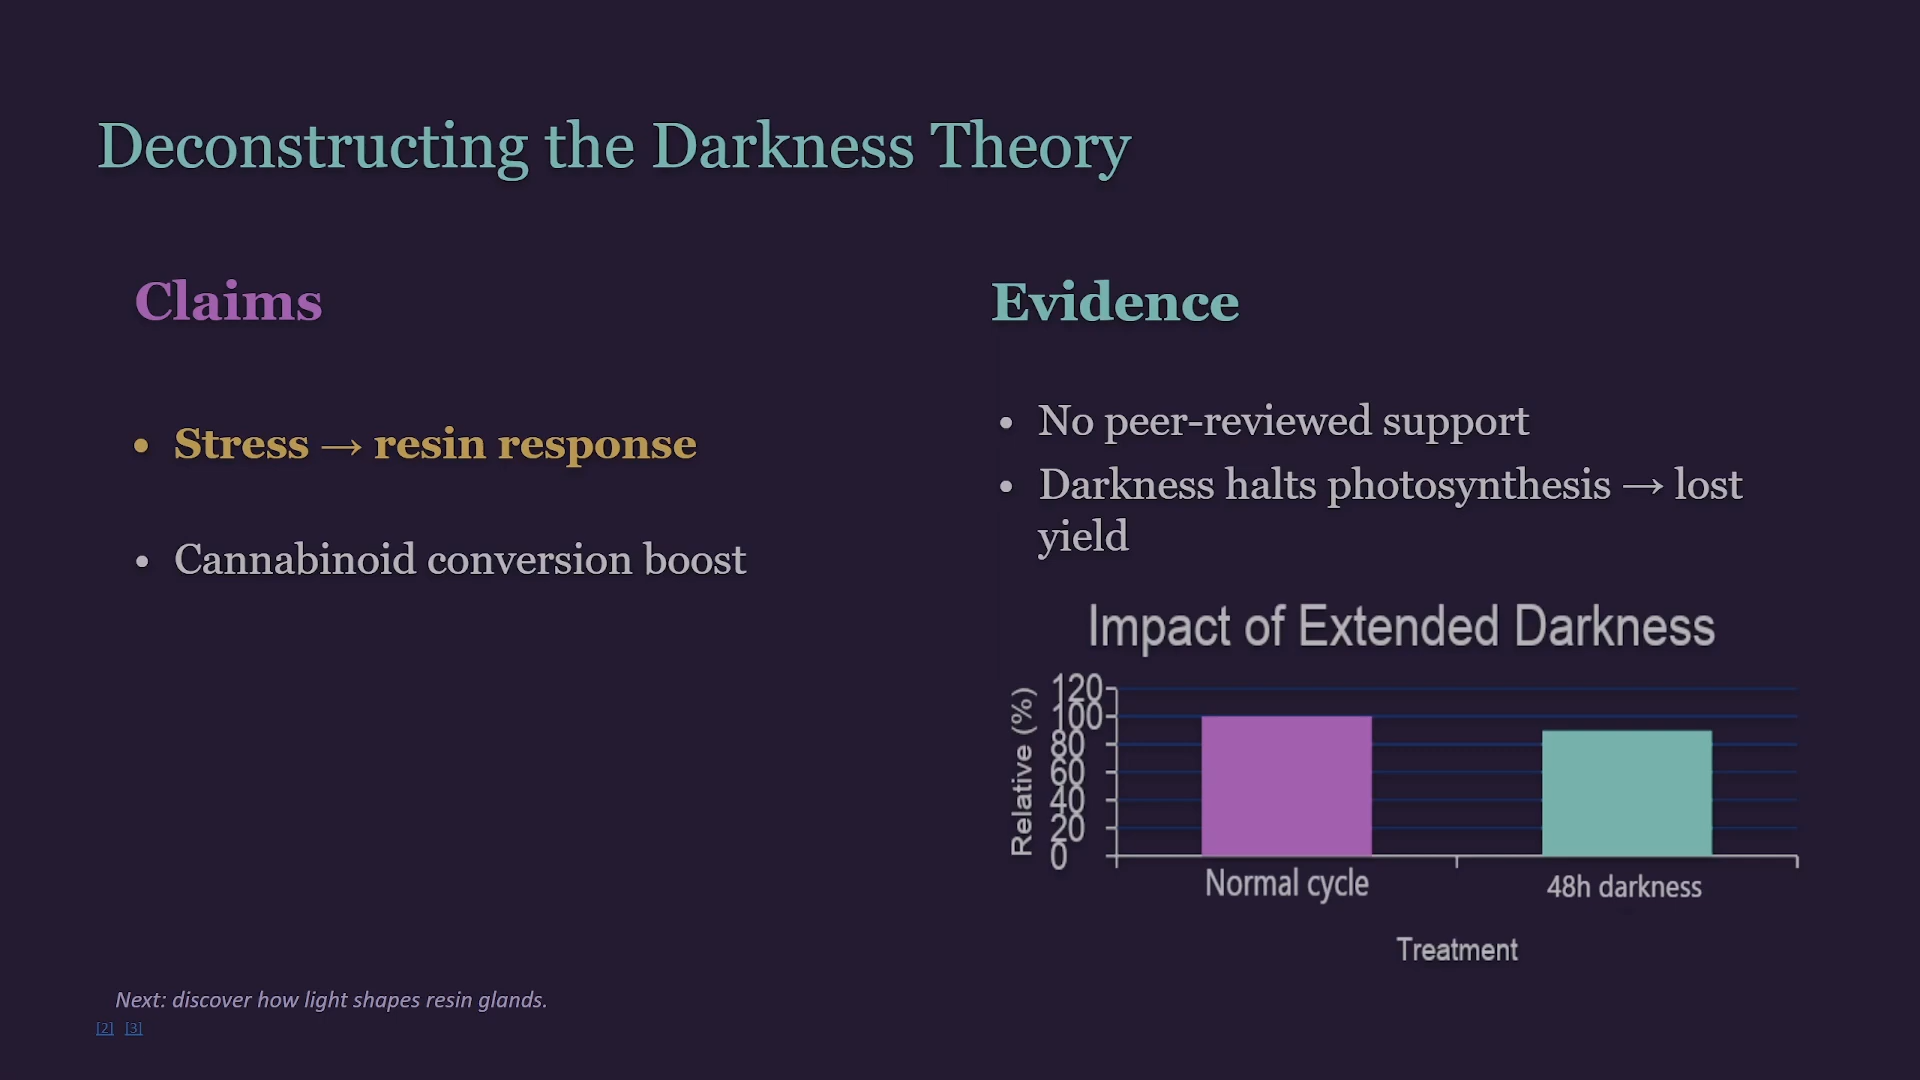 Deconstructing the Darkness Theory
Claims
• Stress → resin response
• Cannabinoid conversion boost
Evidence
• No peer-reviewed support
• Darkness halts photosynthesis → lost
yield
Impact of Extended Darkness
Relative (%)
120
100
80
60
40
20
0
Normal cycle
48h darkness
Treatment
Next: discover how light shapes resin glands.
[2] [3]